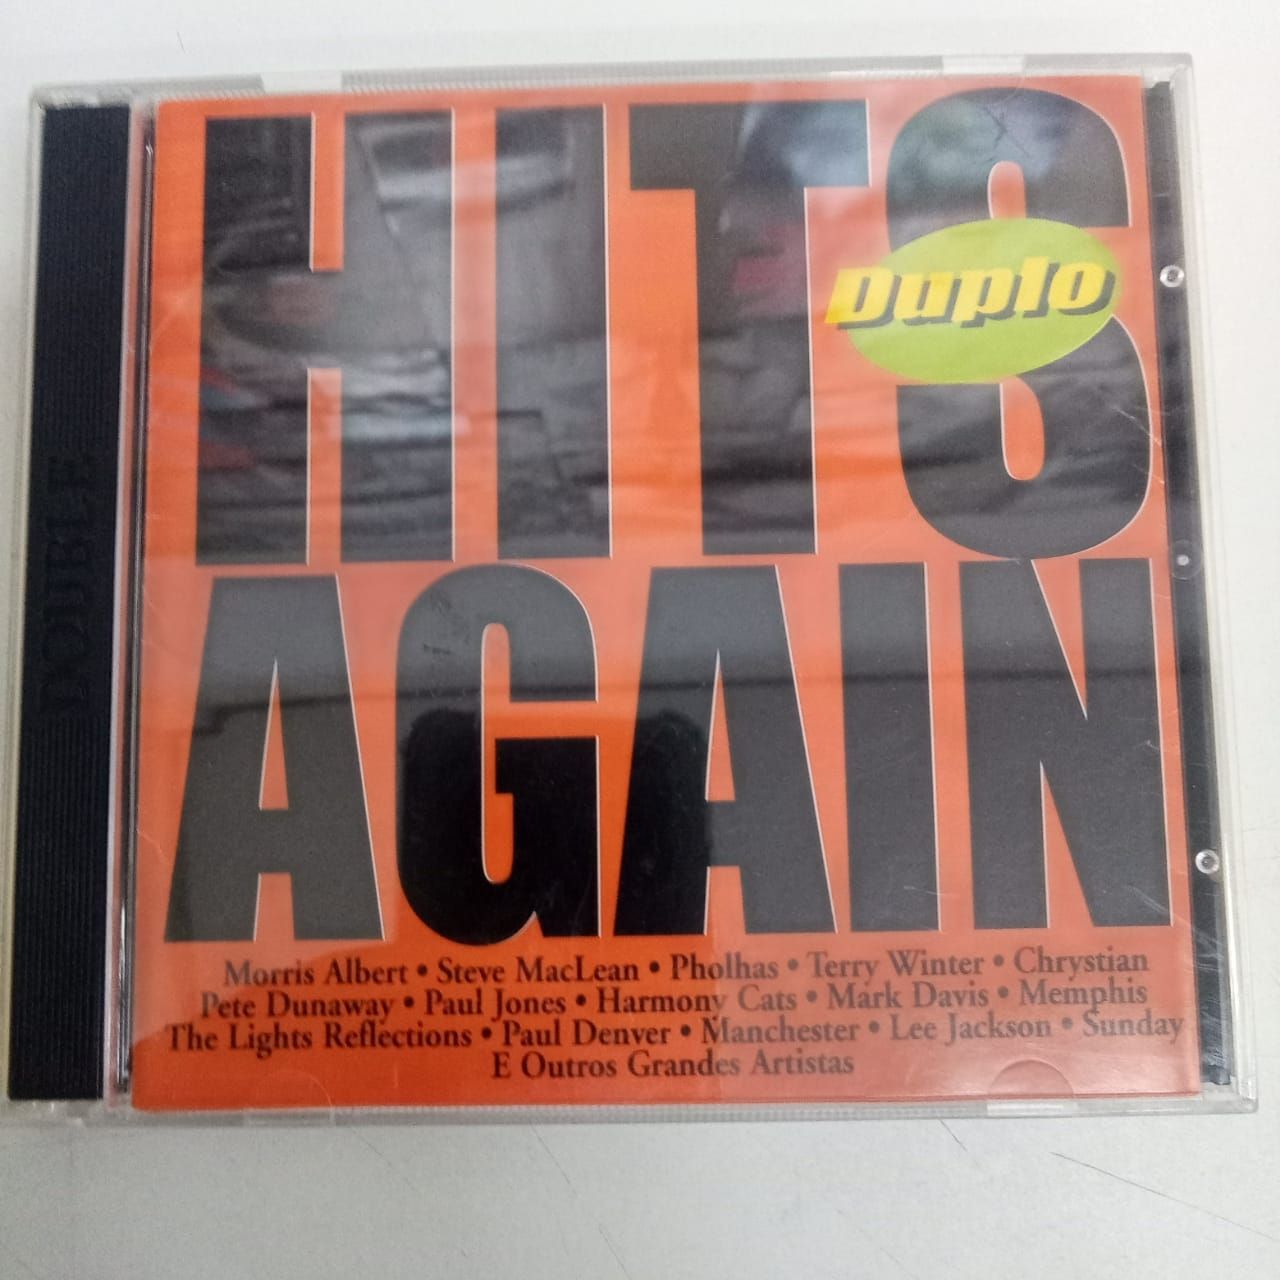 HITS
Duplo
AGAIN
DOUBLE
Morris Albert • Steve MacLean • Pholhas • Terry Winter • Chrystian
Pete Dunaway • Paul Jones • Harmony Cats • Mark Davis • Memphis
The Lights Reflections • Paul Denver • Manchester • Lee Jackson • Sunday
E Outros Grandes Artistas